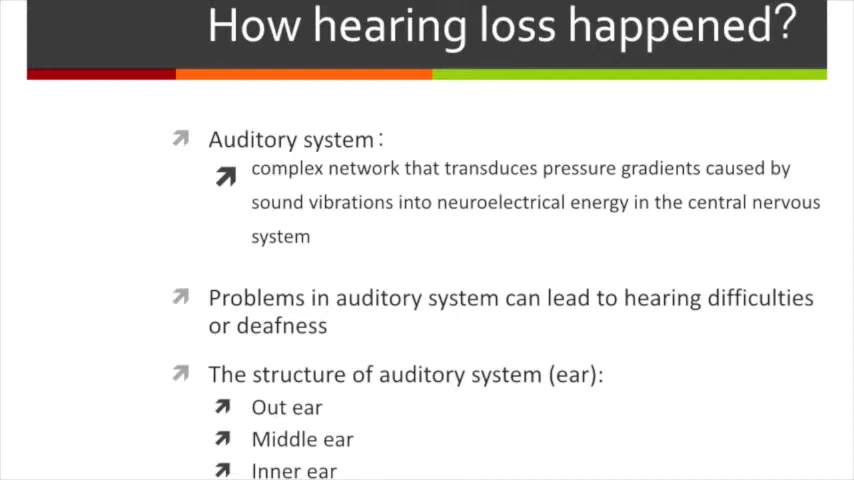 How hearing loss happened?
Auditory system：
complex network that transduces pressure gradients caused by
sound vibrations into neuroelectrical energy in the central nervous
system
Problems in auditory system can lead to hearing difficulties
or deafness
The structure of auditory system (ear):
Out ear
Middle ear
Inner ear